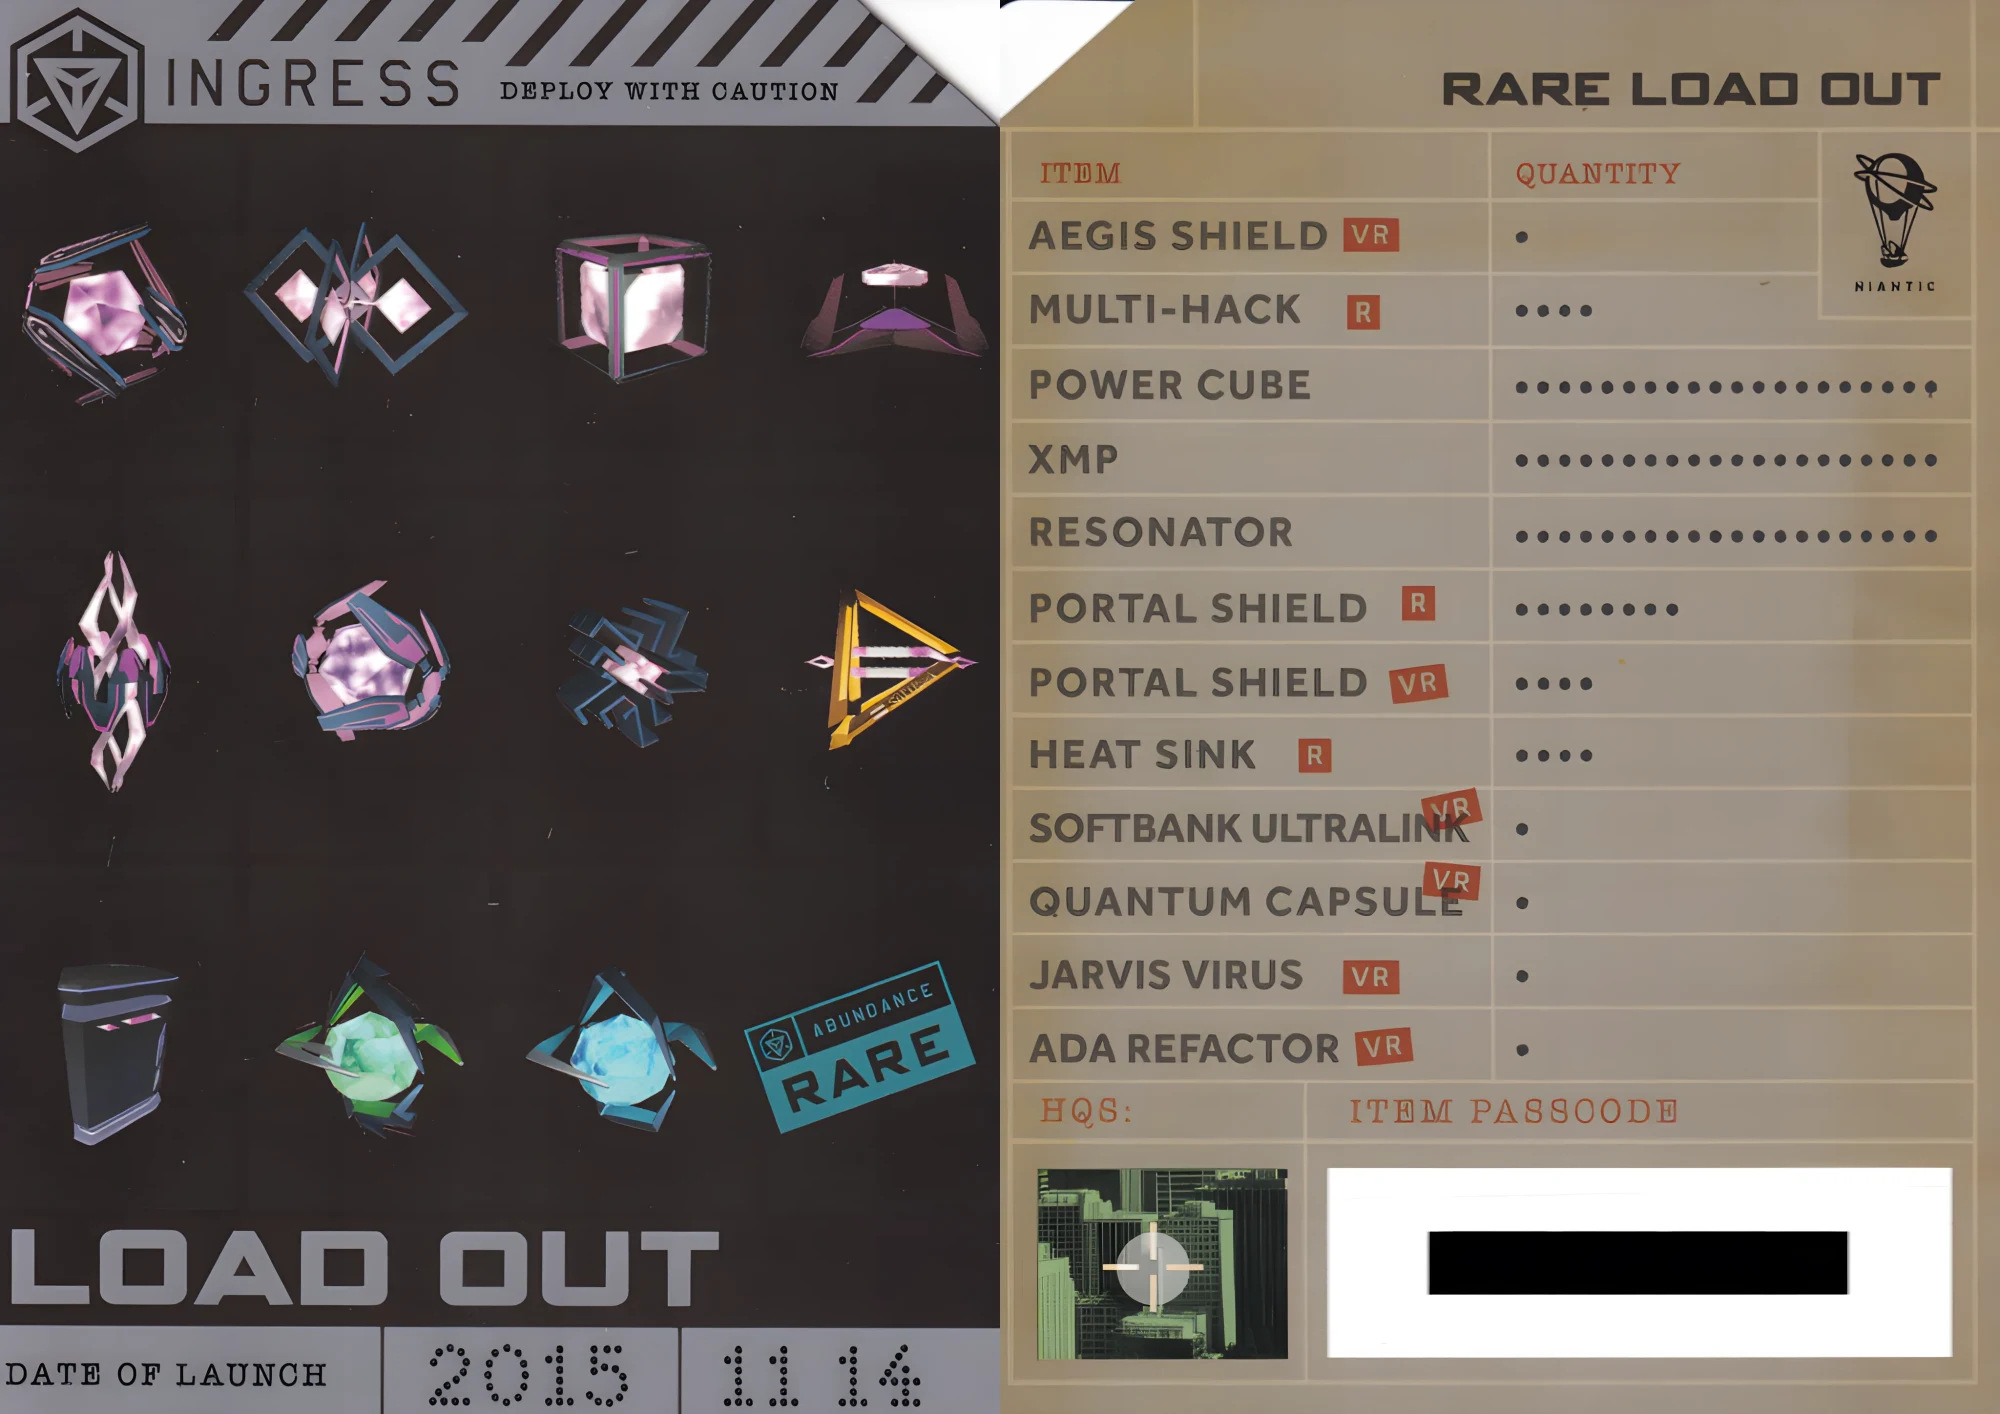 INGRESS
DEPLOY WITH CAUTION
ABUNDANCE
RARE
LOAD OUT
DATE OF LAUNCH
2015
11 14
RARE LOAD OUT
ITEM
QUANTITY
NIANTIC
AEGIS SHIELD VR
MULTI-HACK R
POWER CUBE
XMP
RESONATOR
PORTAL SHIELD R
PORTAL SHIELD VR
HEAT SINK R
SOFTBANK ULTRALINK VR
QUANTUM CAPSULE VR
JARVIS VIRUS VR
ADA REFACTOR VR
HQS:
ITEM PASSCODE